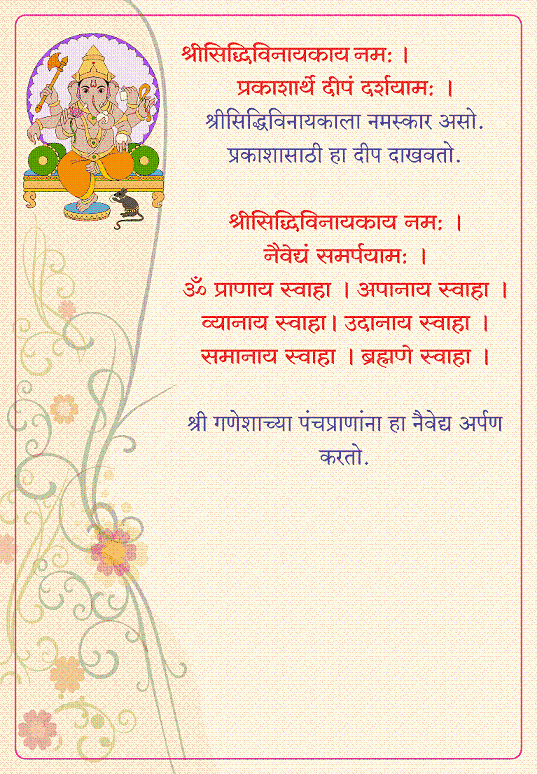 श्रीसिद्धिविनायकाय नमः ।
प्रकाशार्थे दीपं दर्शयामः ।
श्रीसिद्धिविनायकाला नमस्कार असो.
प्रकाशासाठी हा दीप दाखवतो.
श्रीसिद्धिविनायकाय नमः ।
नैवेद्यं समर्पयामः ।
ॐ प्राणाय स्वाहा । अपानाय स्वाहा ।
व्यानाय स्वाहा। उदानाय स्वाहा ।
समानाय स्वाहा । ब्रह्मणे स्वाहा ।
श्री गणेशाच्या पंचप्राणांना हा नैवेद्य अर्पण
करतो.